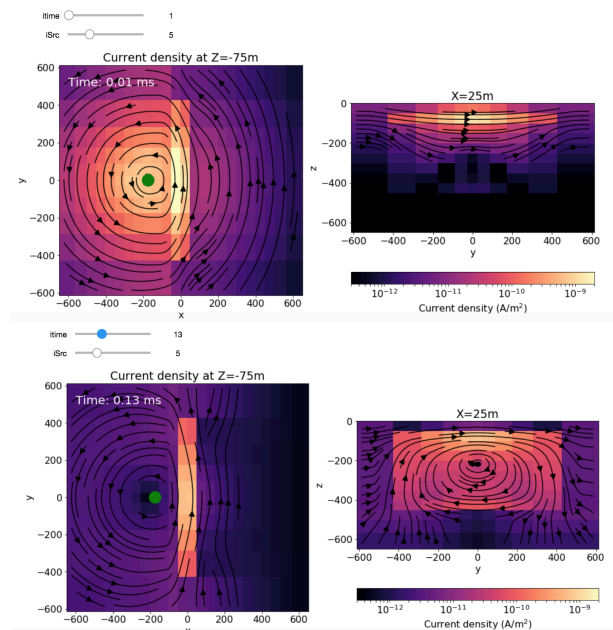 itime 1
iSrc 5
Current density at Z=-75m
Time: 0.01 ms
600
400
200
0
−200
−400
−600
y
−600 −400 −200 0 200 400 600
x
X=25m
0
−200
−400
−600
z
−600 −400 −200 0 200 400 600
y
10⁻¹² 10⁻¹¹ 10⁻¹⁰ 10⁻⁹
Current density (A/m²)
itime 13
iSrc 5
Current density at Z=-75m
Time: 0.13 ms
600
400
200
0
−200
−400
−600
y
−600 −400 −200 0 200 400 600
x
X=25m
0
−200
−400
−600
z
−600 −400 −200 0 200 400 600
y
10⁻¹² 10⁻¹¹ 10⁻¹⁰ 10⁻⁹
Current density (A/m²)